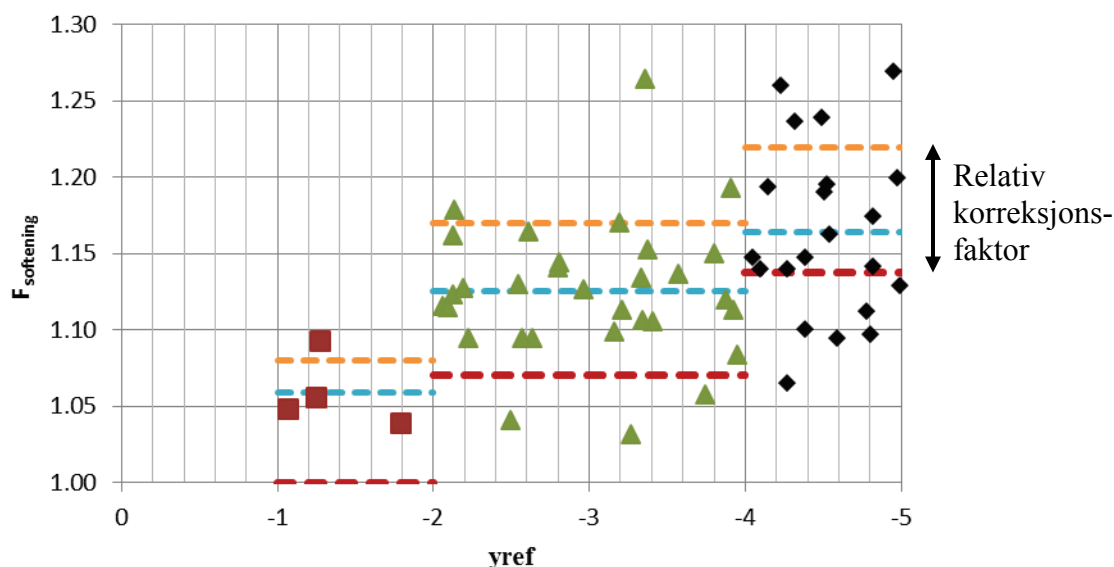 1.30
1.25
1.20
1.15
1.10
1.05
1.00
F softening
0
-1
-2
-3
-4
-5
yref
Relativ
korreksjons-
faktor